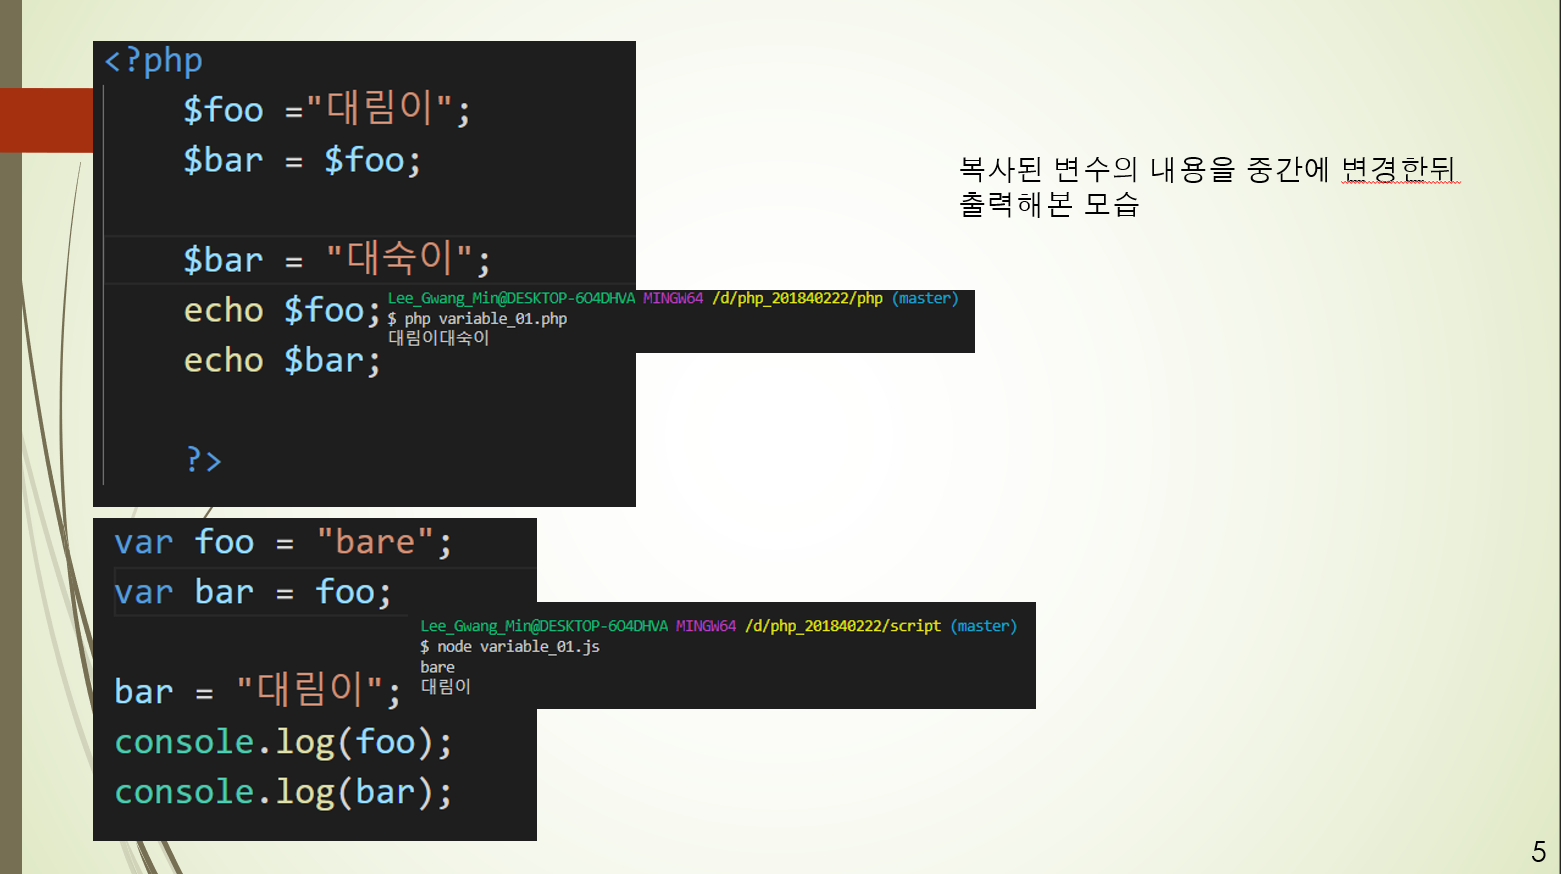 <?php
$foo ="대림이";
$bar = $foo;
$bar = "대숙이";
echo $foo;
echo $bar;
?>
Lee_Gwang_Min@DESKTOP-6O4DHVA MINGW64 /d/php_201840222/php (master)
$ php variable_01.php
대림이대숙이
복사된 변수의 내용을 중간에 변경한뒤
출력해본 모습
var foo = "bare";
var bar = foo;
bar = "대림이";
console.log(foo);
console.log(bar);
Lee_Gwang_Min@DESKTOP-6O4DHVA MINGW64 /d/php_201840222/script (master)
$ node variable_01.js
bare
대림이
5